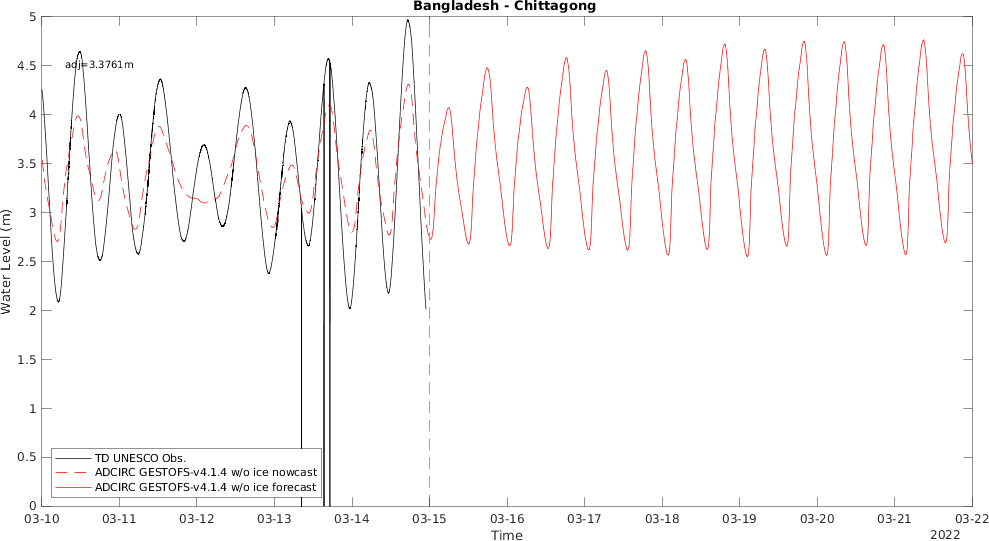 Bangladesh - Chittagong
adj=3.3761m
Water Level (m)
5
4.5
4
3.5
3
2.5
2
1.5
1
0.5
0
TD UNESCO Obs.
ADCIRC GESTOFS-v4.1.4 w/o ice nowcast
ADCIRC GESTOFS-v4.1.4 w/o ice forecast
03-10 03-11 03-12 03-13 03-14 03-15 03-16 03-17 03-18 03-19 03-20 03-21 03-22
Time
2022